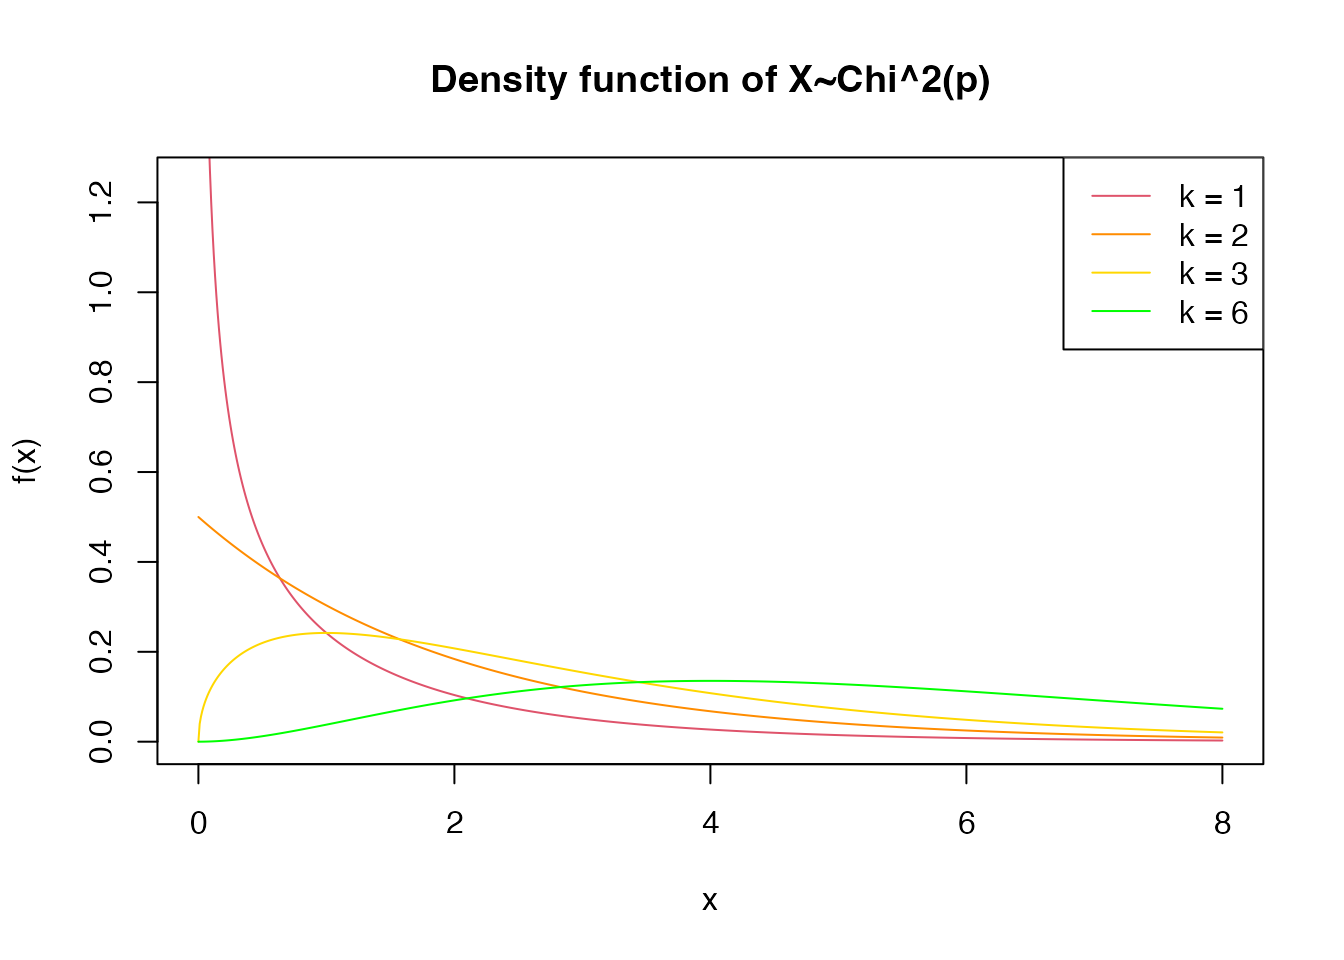 Density function of X~Chi^2(p)
k = 1
k = 2
k = 3
k = 6
f(x)
1.2
1.0
0.8
0.6
0.4
0.2
0.0
0 2 4 6 8
x